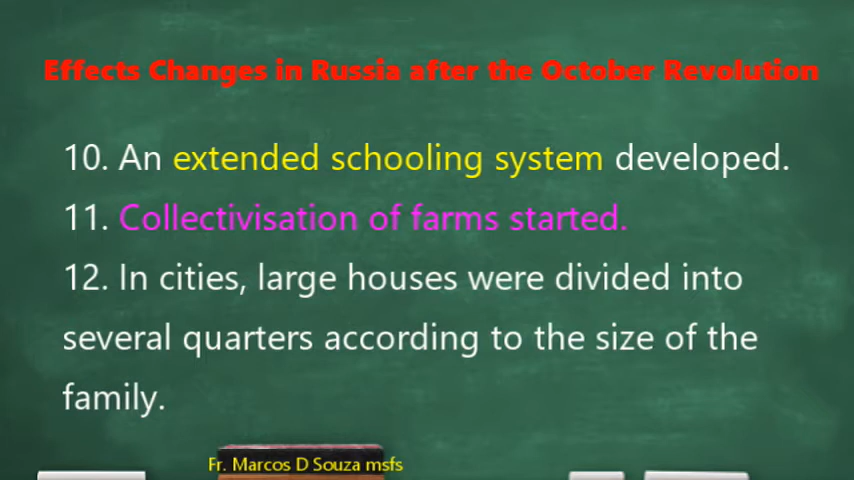 Effects Changes in Russia after the October Revolution
10. An extended schooling system developed.
11. Collectivisation of farms started.
12. In cities, large houses were divided into
several quarters according to the size of the
family.
Fr. Marcos D Souza msfs